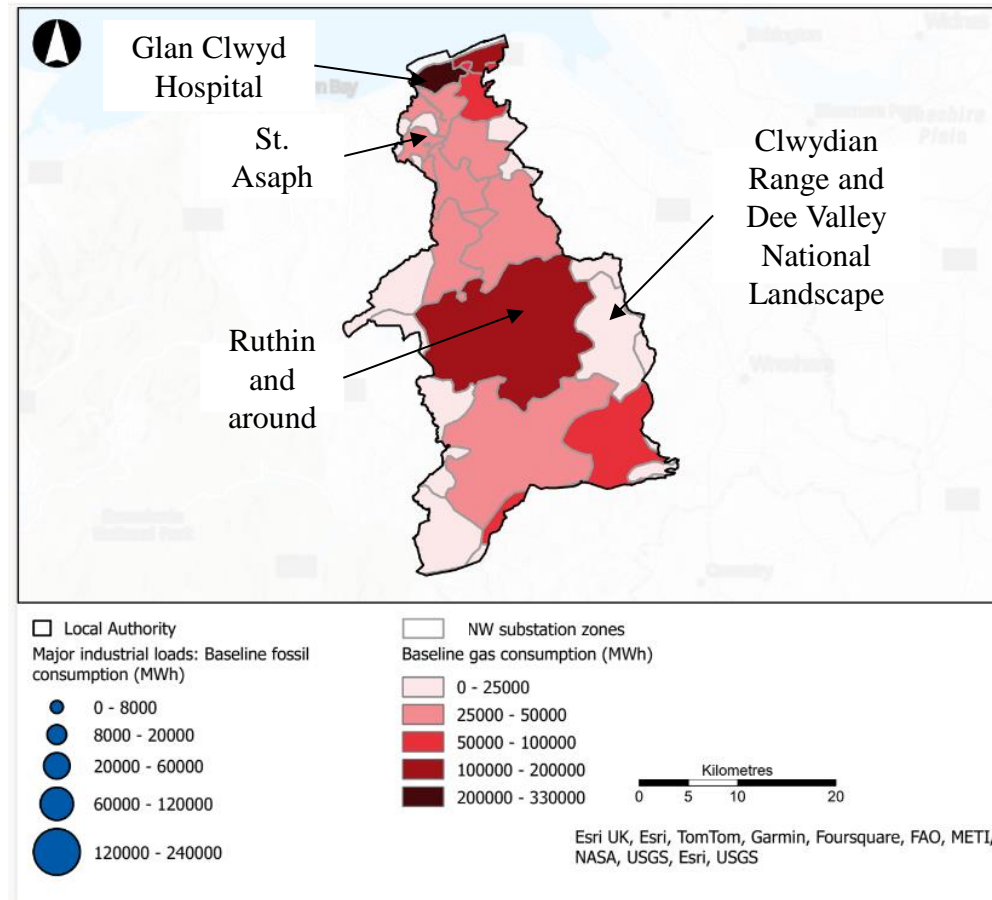 Glan Clwyd
Hospital
St.
Asaph
Clwydian
Range and
Dee Valley
National
Landscape
Ruthin
and
around
Local Authority
Major industrial loads: Baseline fossil
consumption (MWh)
0 - 8000
8000 - 20000
20000 - 60000
60000 - 120000
120000 - 240000
NW substation zones
Baseline gas consumption (MWh)
0 - 25000
25000 - 50000
50000 - 100000
100000 - 200000
200000 - 330000
Kilometres
0 5 10 20
Esri UK, Esri, TomTom, Garmin, Foursquare, FAO, METI,
NASA, USGS, Esri, USGS